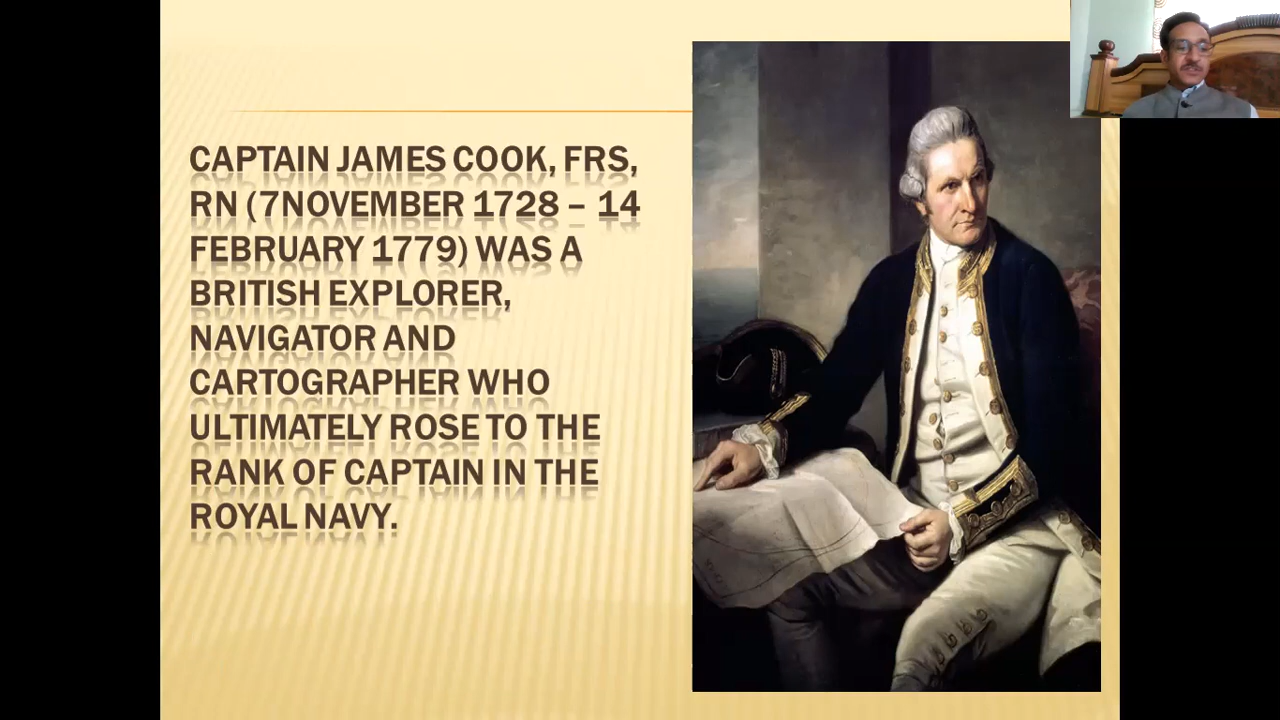 CAPTAIN JAMES COOK, FRS,
RN (7NOVEMBER 1728 – 14
FEBRUARY 1779) WAS A
BRITISH EXPLORER,
NAVIGATOR AND
CARTOGRAPHER WHO
ULTIMATELY ROSE TO THE
RANK OF CAPTAIN IN THE
ROYAL NAVY.